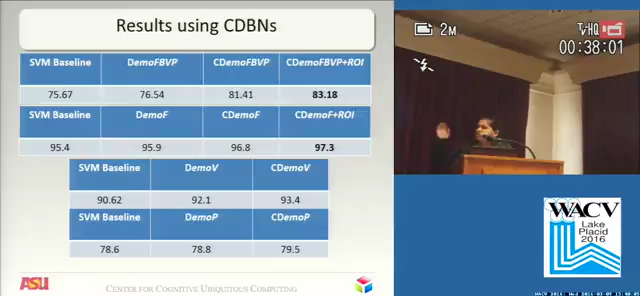 Results using CDBNs
SVM Baseline DemoFBVP CDemoFBVP CDemoFBVP+ROI
75.67 76.54 81.41 83.18
SVM Baseline DemoF CDemoF CDemoF+ROI
95.4 95.9 96.8 97.3
SVM Baseline DemoV CDemoV
90.62 92.1 93.4
SVM Baseline DemoP CDemoP
78.6 78.8 79.5
ASU CENTER FOR COGNITIVE UBIQUITOUS COMPUTING
2M HQ
00:38:01
WACV
Lake
Placid
2016